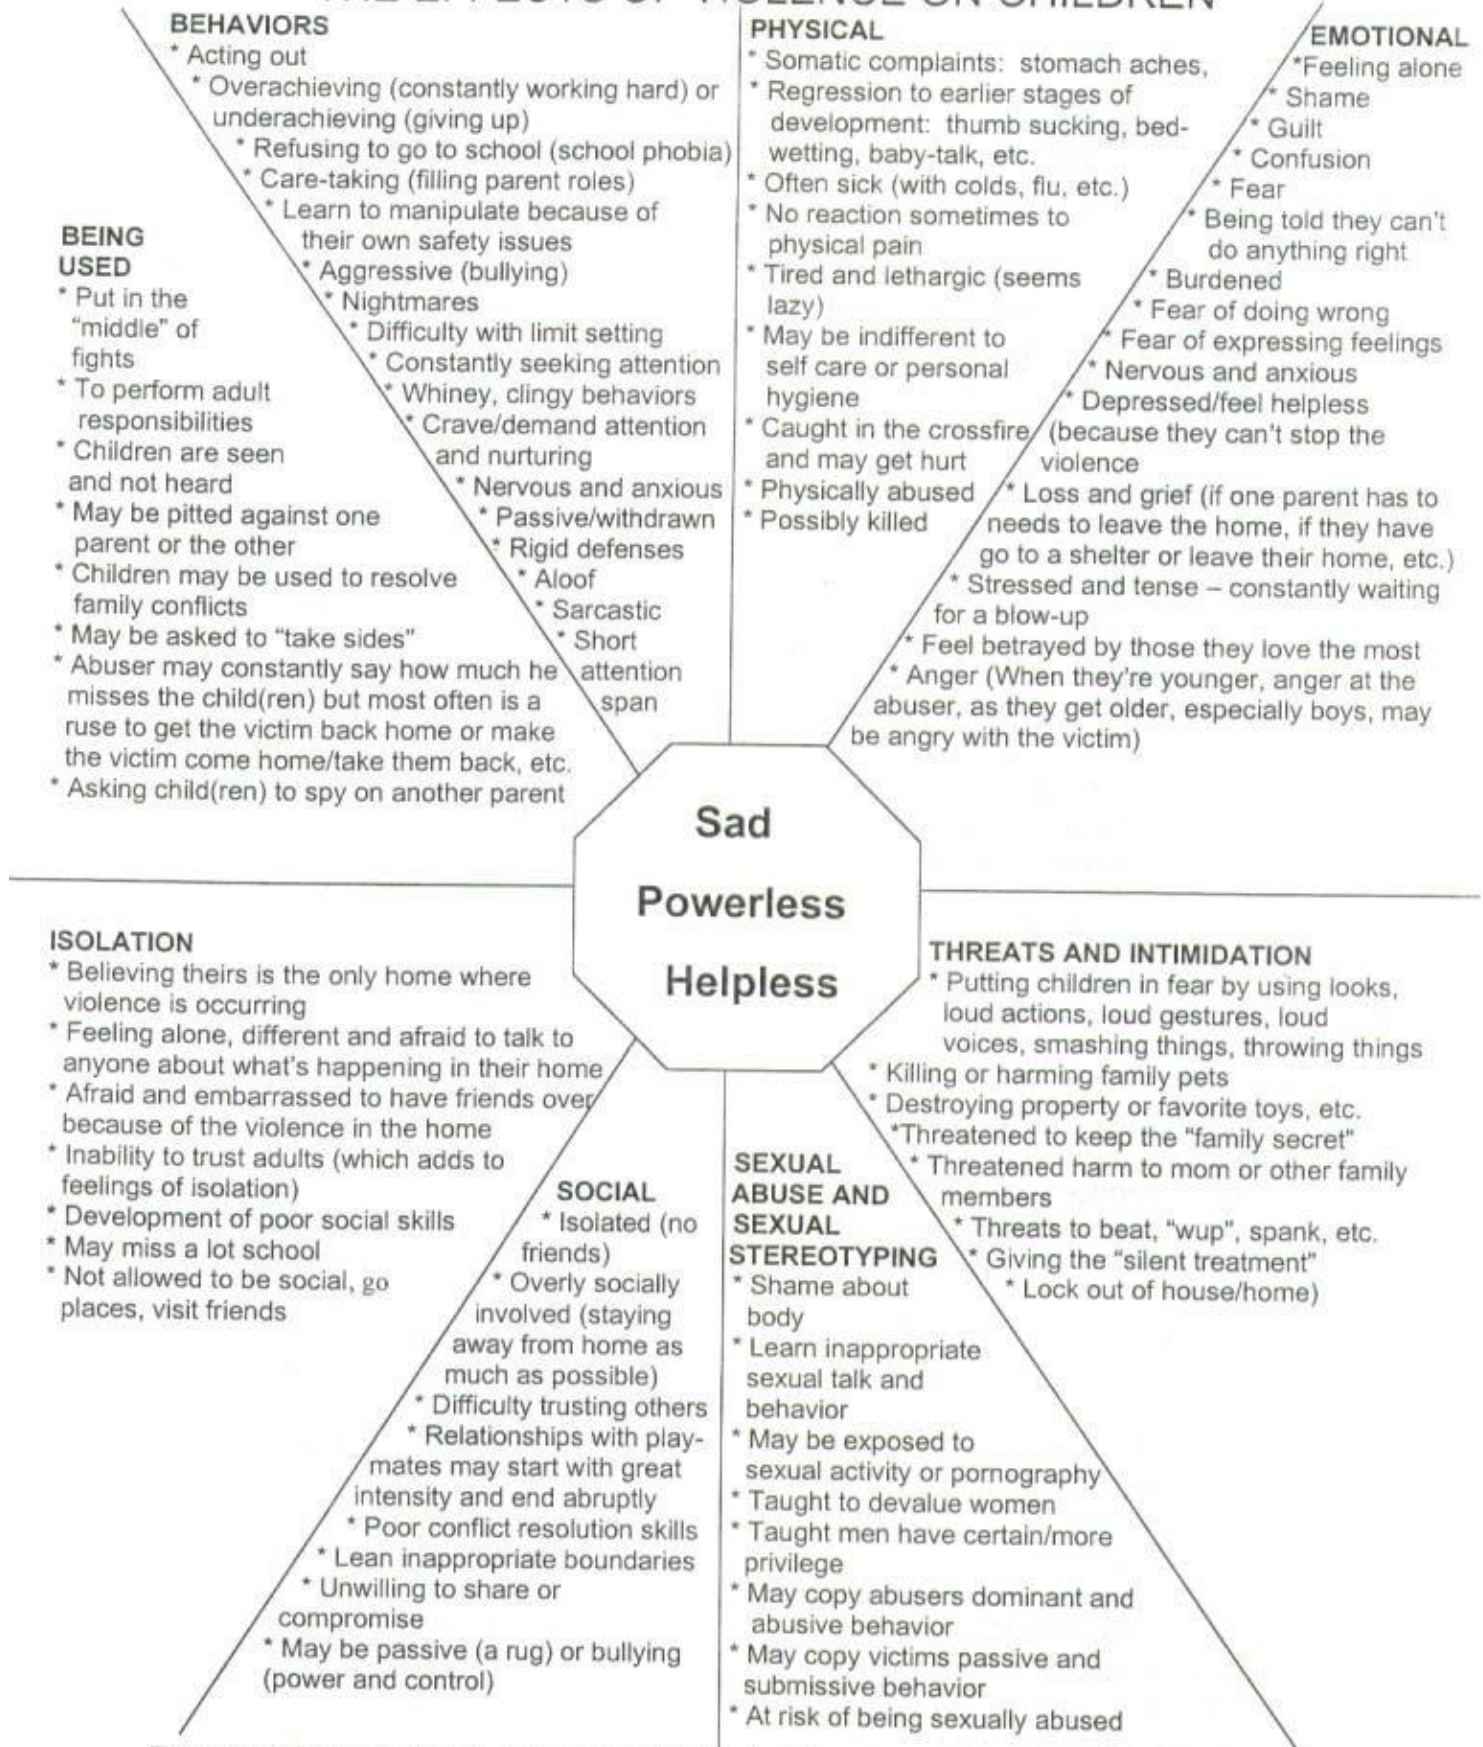 THE EFFECTS OF VIOLENCE ON CHILDREN
BEHAVIORS
* Acting out
* Overachieving (constantly working hard) or
underachieving (giving up)
* Refusing to go to school (school phobia)
* Care-taking (filling parent roles)
* Learn to manipulate because of
their own safety issues
* Aggressive (bullying)
* Nightmares
* Difficulty with limit setting
* Constantly seeking attention
* Whiney, clingy behaviors
* Crave/demand attention
and nurturing
* Nervous and anxious
* Passive/withdrawn
* Rigid defenses
* Aloof
* Sarcastic
* Short
attention
span
PHYSICAL
* Somatic complaints: stomach aches,
* Regression to earlier stages of
development: thumb sucking, bed-
wetting, baby-talk, etc.
* Often sick (with colds, flu, etc.)
* No reaction sometimes to
physical pain
* Tired and lethargic (seems
lazy)
* May be indifferent to
self care or personal
hygiene
* Caught in the crossfire
and may get hurt
* Physically abused
* Possibly killed
EMOTIONAL
*Feeling alone
* Shame
* Guilt
* Confusion
* Fear
* Being told they can't
do anything right
* Burdened
* Fear of doing wrong
* Fear of expressing feelings
* Nervous and anxious
* Depressed/feel helpless
(because they can't stop the
violence
* Loss and grief (if one parent has to
needs to leave the home, if they have
go to a shelter or leave their home, etc.)
* Stressed and tense – constantly waiting
for a blow-up
* Feel betrayed by those they love the most
* Anger (When they're younger, anger at the
abuser, as they get older, especially boys, may
be angry with the victim)
BEING
USED
* Put in the
"middle" of
fights
* To perform adult
responsibilities
* Children are seen
and not heard
* May be pitted against one
parent or the other
* Children may be used to resolve
family conflicts
* May be asked to "take sides"
* Abuser may constantly say how much he
misses the child(ren) but most often is a
ruse to get the victim back home or make
the victim come home/take them back, etc.
* Asking child(ren) to spy on another parent
Sad
Powerless
Helpless
ISOLATION
* Believing theirs is the only home where
violence is occurring
* Feeling alone, different and afraid to talk to
anyone about what's happening in their home
* Afraid and embarrassed to have friends over
because of the violence in the home
* Inability to trust adults (which adds to
feelings of isolation)
* Development of poor social skills
* May miss a lot school
* Not allowed to be social, go
places, visit friends
SOCIAL
* Isolated (no
friends)
* Overly socially
involved (staying
away from home as
much as possible)
* Difficulty trusting others
* Relationships with play-
mates may start with great
intensity and end abruptly
* Poor conflict resolution skills
* Lean inappropriate boundaries
* Unwilling to share or
compromise
* May be passive (a rug) or bullying
(power and control)
SEXUAL
ABUSE AND
SEXUAL
STEREOTYPING
* Shame about
body
* Learn inappropriate
sexual talk and
behavior
* May be exposed to
sexual activity or pornography
* Taught to devalue women
* Taught men have certain/more
privilege
* May copy abusers dominant and
abusive behavior
* May copy victims passive and
submissive behavior
* At risk of being sexually abused
THREATS AND INTIMIDATION
* Putting children in fear by using looks,
loud actions, loud gestures, loud
voices, smashing things, throwing things
* Killing or harming family pets
* Destroying property or favorite toys, etc.
*Threatened to keep the "family secret"
* Threatened harm to mom or other family
members
* Threats to beat, "wup", spank, etc.
* Giving the "silent treatment"
* Lock out of house/home)